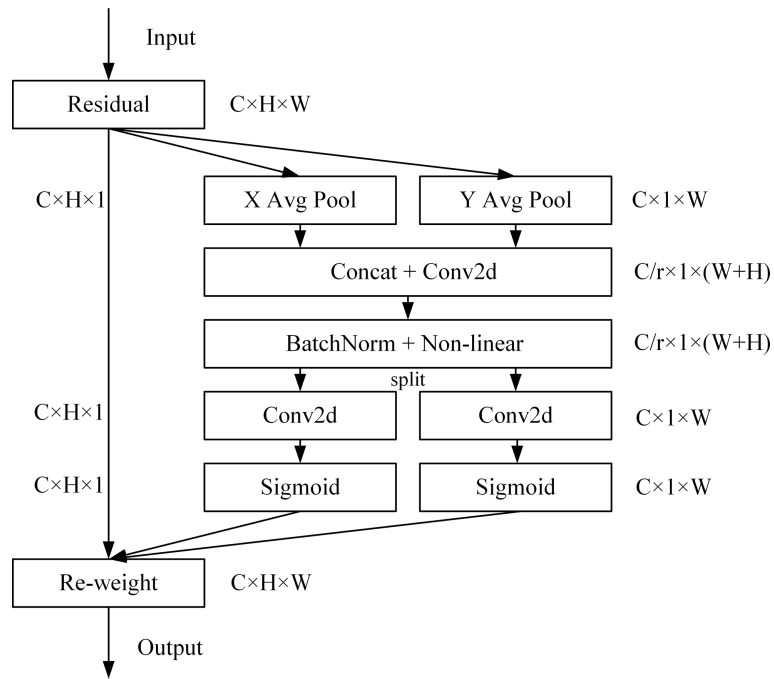 Input
Residual C×H×W
C×H×1 X Avg Pool Y Avg Pool C×1×W
Concat + Conv2d C/r×1×(W+H)
BatchNorm + Non-linear C/r×1×(W+H)
split
C×H×1 Conv2d Conv2d C×1×W
C×H×1 Sigmoid Sigmoid C×1×W
Re-weight C×H×W
Output